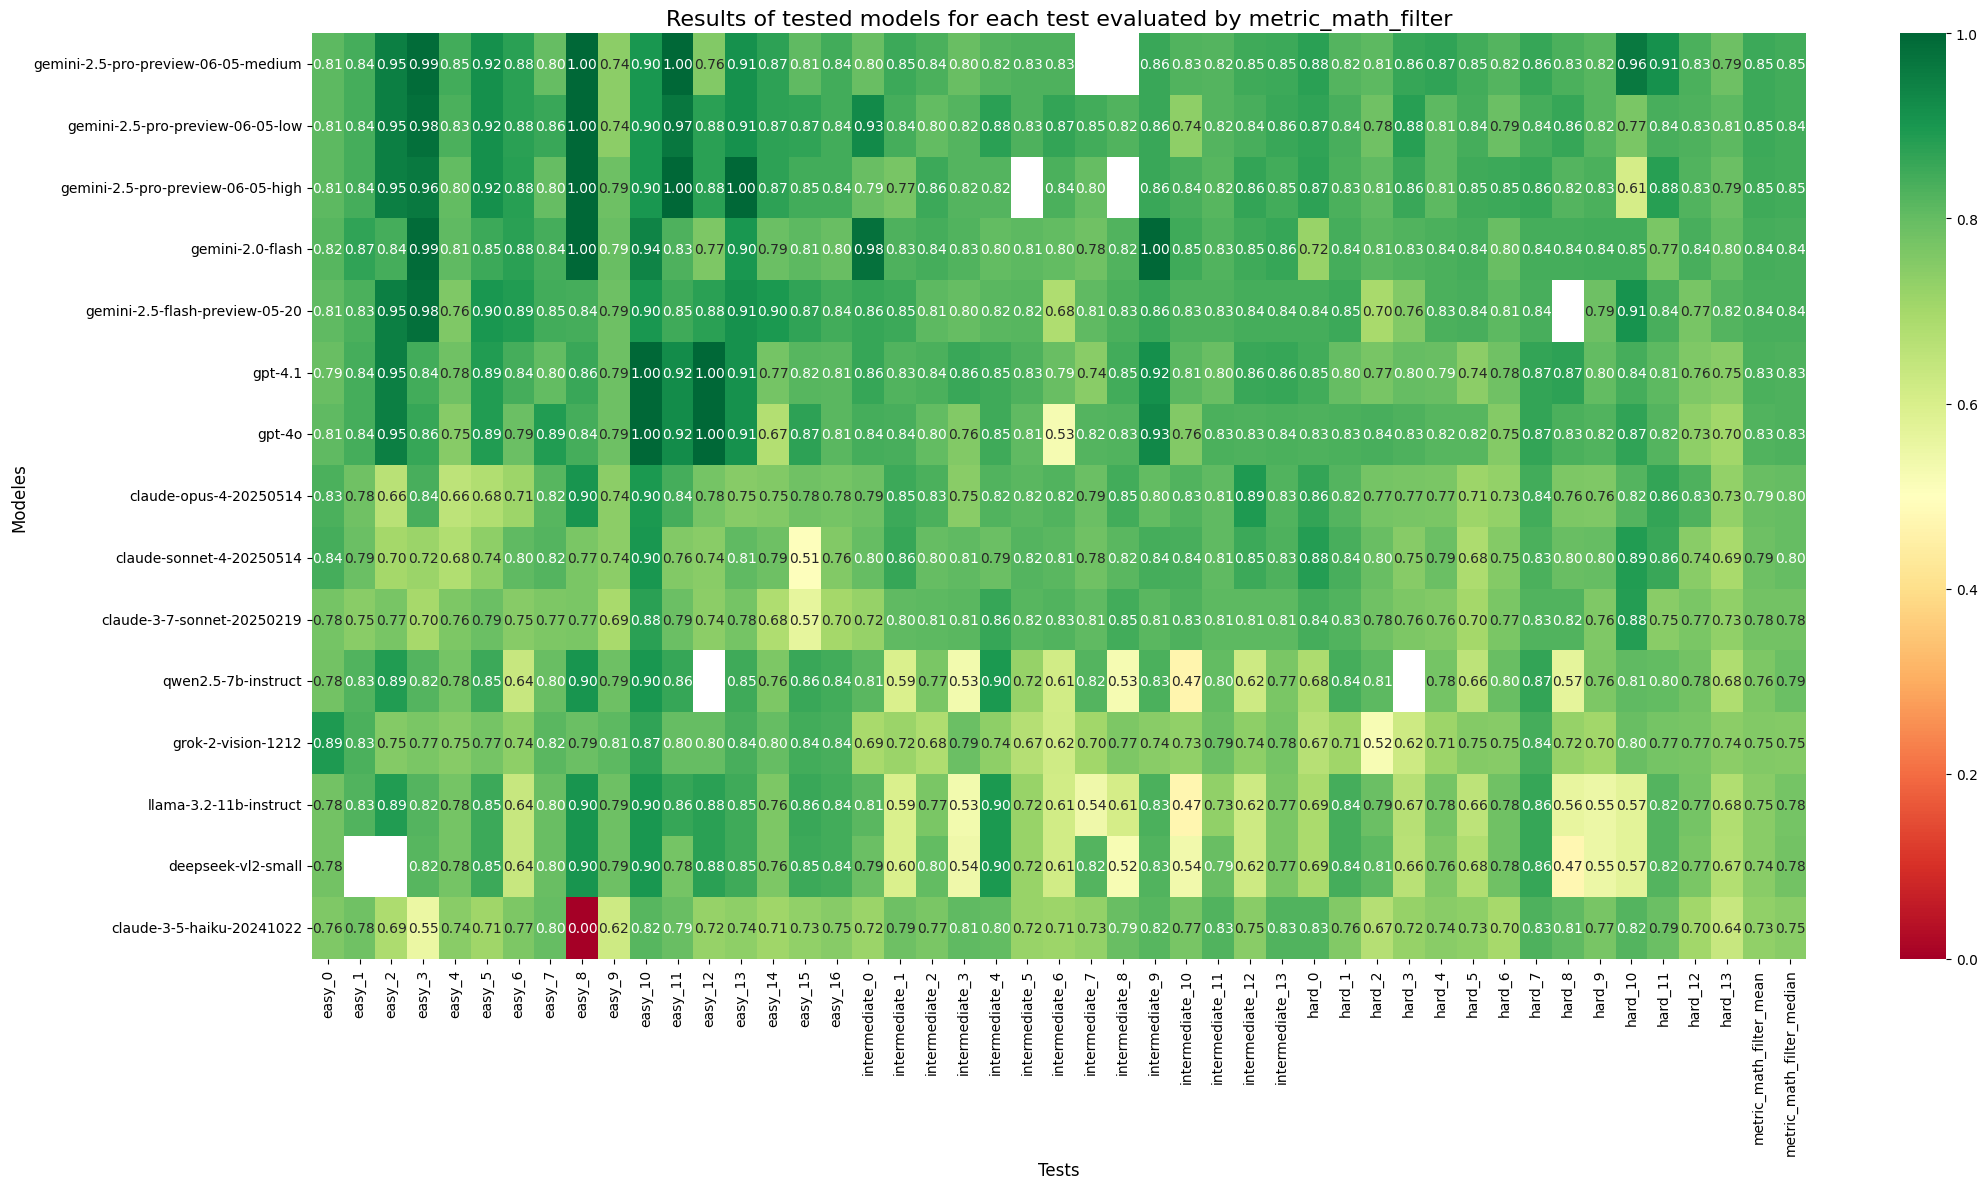 Results of tested models for each test evaluated by metric_math_filter
gemini-2.5-pro-preview-06-05-medium 0.81 0.84 0.95 0.99 0.85 0.92 0.88 0.80 1.00 0.74 0.90 1.00 0.76 0.91 0.87 0.81 0.84 0.80 0.85 0.84 0.80 0.82 0.83 0.83 0.86 0.83 0.82 0.85 0.85 0.88 0.82 0.81 0.86 0.87 0.85 0.82 0.86 0.83 0.82 0.96 0.91 0.83 0.79 0.85 0.85
gemini-2.5-pro-preview-06-05-low 0.81 0.84 0.95 0.98 0.83 0.92 0.88 0.86 1.00 0.74 0.90 0.97 0.88 0.91 0.87 0.87 0.84 0.93 0.84 0.80 0.82 0.88 0.83 0.87 0.85 0.82 0.86 0.74 0.82 0.84 0.86 0.87 0.84 0.78 0.88 0.81 0.84 0.79 0.84 0.86 0.82 0.77 0.84 0.83 0.81 0.85 0.84
gemini-2.5-pro-preview-06-05-high 0.81 0.84 0.95 0.96 0.80 0.92 0.88 0.80 1.00 0.79 0.90 1.00 0.88 1.00 0.87 0.85 0.84 0.79 0.77 0.86 0.82 0.82 0.84 0.80 0.86 0.84 0.82 0.86 0.85 0.87 0.83 0.81 0.86 0.81 0.85 0.85 0.86 0.82 0.83 0.61 0.88 0.83 0.79 0.85 0.85
gemini-2.0-flash 0.82 0.87 0.84 0.99 0.81 0.85 0.88 0.84 1.00 0.79 0.94 0.83 0.77 0.90 0.79 0.81 0.80 0.98 0.83 0.84 0.83 0.80 0.81 0.80 0.78 0.82 1.00 0.85 0.83 0.85 0.86 0.72 0.84 0.81 0.83 0.84 0.84 0.80 0.84 0.84 0.84 0.85 0.77 0.84 0.80 0.84 0.84
gemini-2.5-flash-preview-05-20 0.81 0.83 0.95 0.98 0.76 0.90 0.89 0.85 0.84 0.79 0.90 0.85 0.88 0.91 0.90 0.87 0.84 0.86 0.85 0.81 0.80 0.82 0.82 0.68 0.81 0.83 0.86 0.83 0.83 0.84 0.84 0.84 0.85 0.70 0.76 0.83 0.84 0.81 0.84 0.79 0.91 0.84 0.77 0.82 0.84 0.84
gpt-4.1 0.79 0.84 0.95 0.84 0.78 0.89 0.84 0.80 0.86 0.79 1.00 0.92 1.00 0.91 0.77 0.82 0.81 0.86 0.83 0.84 0.86 0.85 0.83 0.79 0.74 0.85 0.92 0.81 0.80 0.86 0.86 0.85 0.80 0.77 0.80 0.79 0.74 0.78 0.87 0.87 0.80 0.84 0.81 0.76 0.75 0.83 0.83
gpt-4o 0.81 0.84 0.95 0.86 0.75 0.89 0.79 0.89 0.84 0.79 1.00 0.92 1.00 0.91 0.67 0.87 0.81 0.84 0.84 0.80 0.76 0.85 0.81 0.53 0.82 0.83 0.93 0.76 0.83 0.83 0.84 0.83 0.83 0.84 0.83 0.82 0.82 0.75 0.87 0.83 0.82 0.87 0.82 0.73 0.70 0.83 0.83
claude-opus-4-20250514 0.83 0.78 0.66 0.84 0.66 0.68 0.71 0.82 0.90 0.74 0.90 0.84 0.78 0.75 0.75 0.78 0.78 0.79 0.85 0.83 0.75 0.82 0.82 0.82 0.79 0.85 0.80 0.83 0.81 0.89 0.83 0.86 0.82 0.77 0.77 0.77 0.71 0.73 0.84 0.76 0.76 0.82 0.86 0.83 0.73 0.79 0.80
claude-sonnet-4-20250514 0.84 0.79 0.70 0.72 0.68 0.74 0.80 0.82 0.77 0.74 0.90 0.76 0.74 0.81 0.79 0.51 0.76 0.80 0.86 0.80 0.81 0.79 0.82 0.81 0.78 0.82 0.84 0.84 0.81 0.85 0.83 0.88 0.84 0.80 0.75 0.79 0.68 0.75 0.83 0.80 0.80 0.89 0.86 0.74 0.69 0.79 0.80
claude-3-7-sonnet-20250219 0.78 0.75 0.77 0.70 0.76 0.79 0.75 0.77 0.77 0.69 0.88 0.79 0.74 0.78 0.68 0.57 0.70 0.72 0.80 0.81 0.81 0.86 0.82 0.83 0.81 0.85 0.81 0.83 0.81 0.81 0.81 0.84 0.83 0.78 0.76 0.76 0.70 0.77 0.83 0.82 0.76 0.88 0.75 0.77 0.73 0.78 0.78
qwen2.5-7b-instruct 0.78 0.83 0.89 0.82 0.78 0.85 0.64 0.80 0.90 0.79 0.90 0.86 0.85 0.76 0.86 0.84 0.81 0.59 0.77 0.53 0.90 0.72 0.61 0.82 0.53 0.83 0.47 0.80 0.62 0.77 0.68 0.84 0.81 0.78 0.66 0.80 0.87 0.57 0.76 0.81 0.80 0.78 0.68 0.76 0.79
grok-2-vision-1212 0.89 0.83 0.75 0.77 0.75 0.77 0.74 0.82 0.79 0.81 0.87 0.80 0.80 0.84 0.80 0.84 0.84 0.69 0.72 0.68 0.79 0.74 0.67 0.62 0.70 0.77 0.74 0.73 0.79 0.74 0.78 0.67 0.71 0.52 0.62 0.71 0.75 0.75 0.84 0.72 0.70 0.80 0.77 0.77 0.74 0.75 0.75
llama-3.2-11b-instruct 0.78 0.83 0.89 0.82 0.78 0.85 0.64 0.80 0.90 0.79 0.90 0.86 0.88 0.85 0.76 0.86 0.84 0.81 0.59 0.77 0.53 0.90 0.72 0.61 0.54 0.61 0.83 0.47 0.73 0.62 0.77 0.69 0.84 0.79 0.67 0.78 0.66 0.78 0.86 0.56 0.55 0.57 0.82 0.77 0.68 0.75 0.78
deepseek-vl2-small 0.78 0.82 0.78 0.85 0.64 0.80 0.90 0.79 0.90 0.78 0.88 0.85 0.76 0.85 0.84 0.79 0.60 0.80 0.54 0.90 0.72 0.61 0.82 0.52 0.83 0.54 0.79 0.62 0.77 0.69 0.84 0.81 0.66 0.76 0.68 0.78 0.86 0.47 0.55 0.57 0.82 0.77 0.67 0.74 0.78
claude-3-5-haiku-20241022 0.76 0.78 0.69 0.55 0.74 0.71 0.77 0.80 0.00 0.62 0.82 0.79 0.72 0.74 0.71 0.73 0.75 0.72 0.79 0.77 0.81 0.80 0.72 0.71 0.73 0.79 0.82 0.77 0.83 0.75 0.83 0.83 0.76 0.67 0.72 0.74 0.73 0.70 0.83 0.81 0.77 0.82 0.79 0.70 0.64 0.73 0.75
Modeles
easy_0
easy_1
easy_2
easy_3
easy_4
easy_5
easy_6
easy_7
easy_8
easy_9
easy_10
easy_11
easy_12
easy_13
easy_14
easy_15
easy_16
intermediate_0
intermediate_1
intermediate_2
intermediate_3
intermediate_4
intermediate_5
intermediate_6
intermediate_7
intermediate_8
intermediate_9
intermediate_10
intermediate_11
intermediate_12
intermediate_13
hard_0
hard_1
hard_2
hard_3
hard_4
hard_5
hard_6
hard_7
hard_8
hard_9
hard_10
hard_11
hard_12
hard_13
metric_math_filter_mean
metric_math_filter_median
Tests
1.0
0.8
0.6
0.4
0.2
0.0